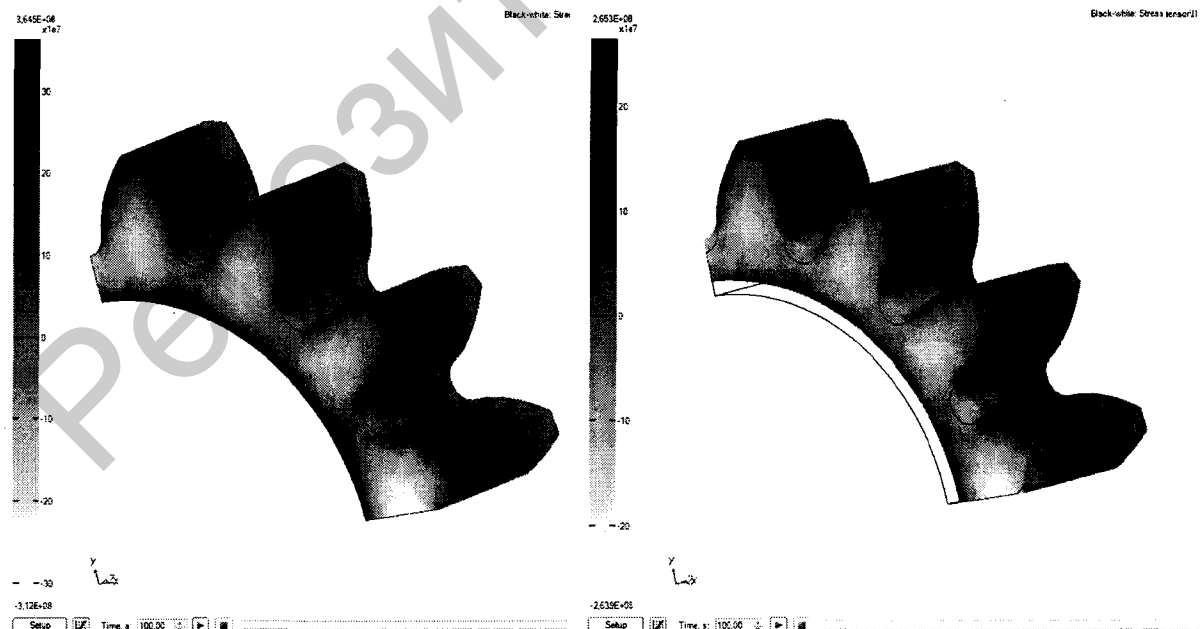 3,645E+08
x1e7
Black-white: Stre
30
20
10
0
-10
-20
-30
-3,12E+08
y
x
Setup
Time, s: 100,00
2,653E+08
x1e7
Black-white: Stress tensor
20
10
0
-10
-20
-2,639E+08
y
x
Setup
Time, s: 100,00